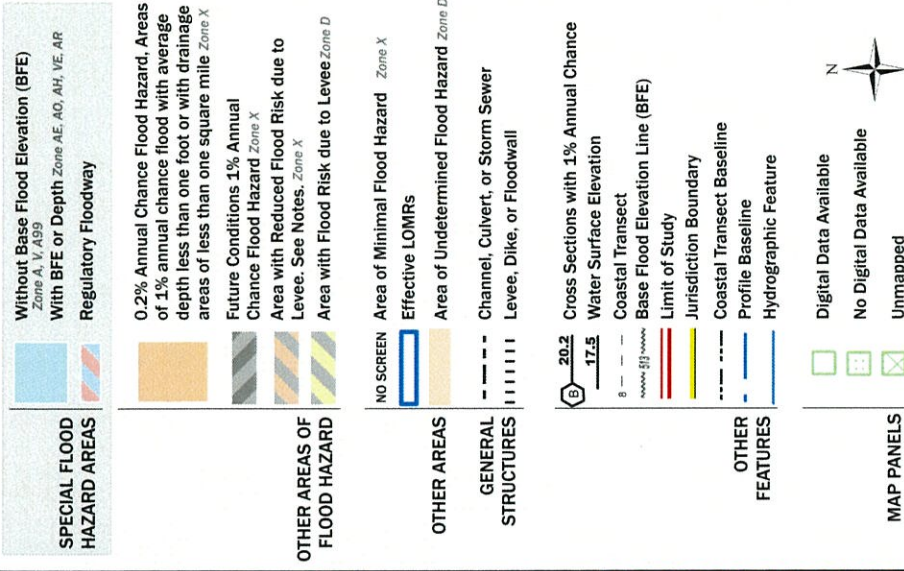 SPECIAL FLOOD
HAZARD AREAS
Without Base Flood Elevation (BFE)
Zone A, V, A99
With BFE or Depth Zone AE, AO, AH, VE, AR
Regulatory Floodway
OTHER AREAS OF
FLOOD HAZARD
0.2% Annual Chance Flood Hazard, Areas
of 1% annual chance flood with average
depth less than one foot or with drainage
areas of less than one square mile Zone X
Future Conditions 1% Annual
Chance Flood Hazard Zone X
Area with Reduced Flood Risk due to
Levee. See Notes. Zone X
Area with Flood Risk due to Levee Zone D
OTHER AREAS
NO SCREEN Area of Minimal Flood Hazard Zone X
Effective LOMRs
Area of Undetermined Flood Hazard Zone D
GENERAL
STRUCTURES
Channel, Culvert, or Storm Sewer
Levee, Dike, or Floodwall
OTHER
FEATURES
B 20.2 Cross Sections with 1% Annual Chance
17.5 Water Surface Elevation
8 Coastal Transect
513 Base Flood Elevation Line (BFE)
Limit of Study
Jurisdiction Boundary
Coastal Transect Baseline
Profile Baseline
Hydrographic Feature
MAP PANELS
Digital Data Available
No Digital Data Available
Unmapped
N